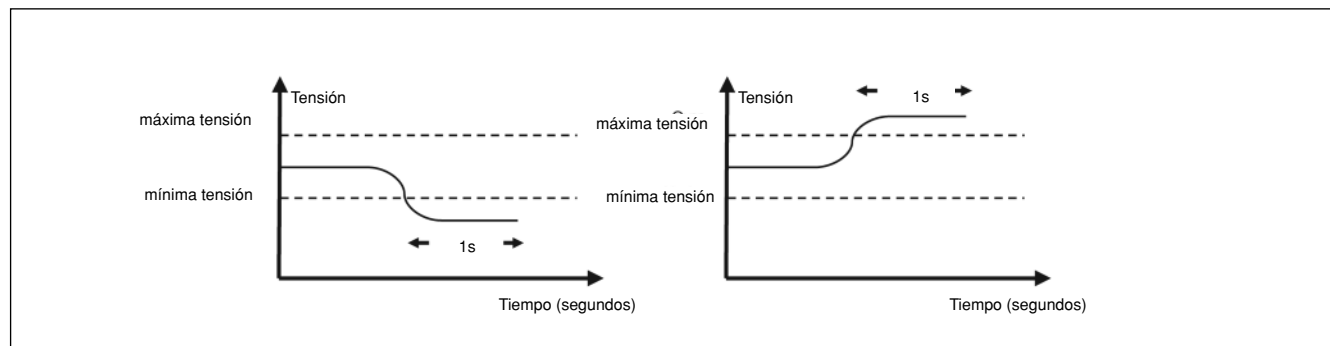 Tensión
máxima tensión
mínima tensión
1s
Tiempo (segundos)
1s
Tensión
máxima tensión
mínima tensión
Tiempo (segundos)